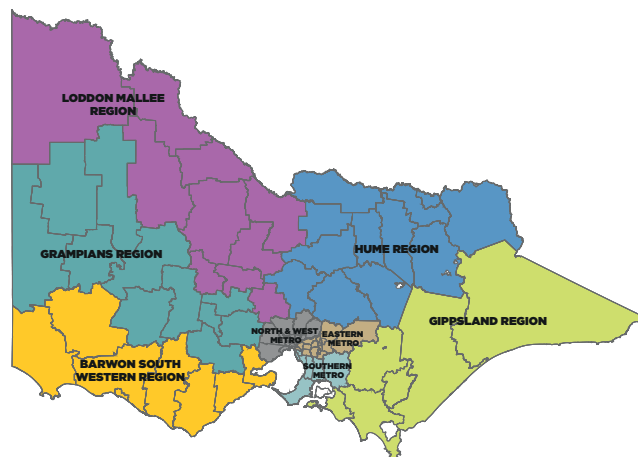 LODDON MALLEE
REGION
GRAMPIANS REGION
HUME REGION
GIPPSLAND REGION
NORTH & WEST
METRO
EASTERN
METRO
SOUTHERN
METRO
BARWON SOUTH
WESTERN REGION